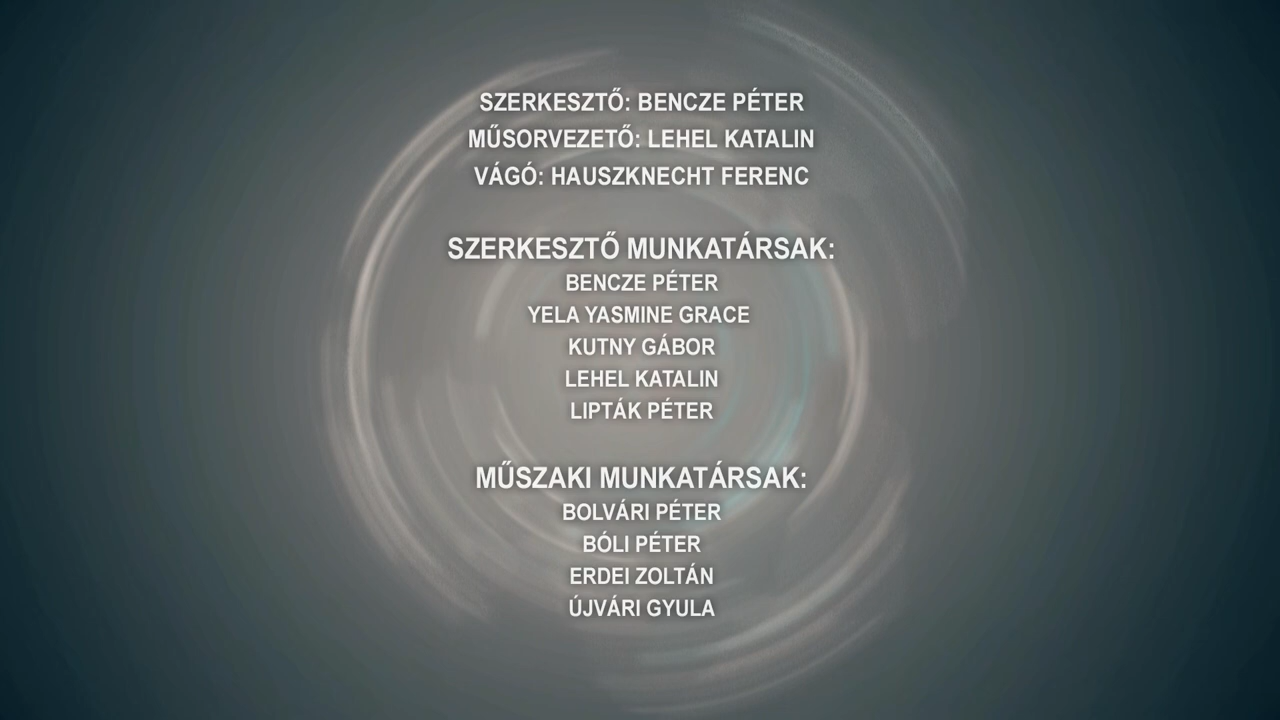 SZERKESZTŐ: BENCZE PÉTER
MŰSORVEZETŐ: LEHEL KATALIN
VÁGÓ: HAUSZKNECHT FERENC
SZERKESZTŐ MUNKATÁRSAK:
BENCZE PÉTER
YELA YASMINE GRACE
KUTNY GÁBOR
LEHEL KATALIN
LIPTÁK PÉTER
MŰSZAKI MUNKATÁRSAK:
BOLVÁRI PÉTER
BÓLI PÉTER
ERDEI ZOLTÁN
ÚJVÁRI GYULA